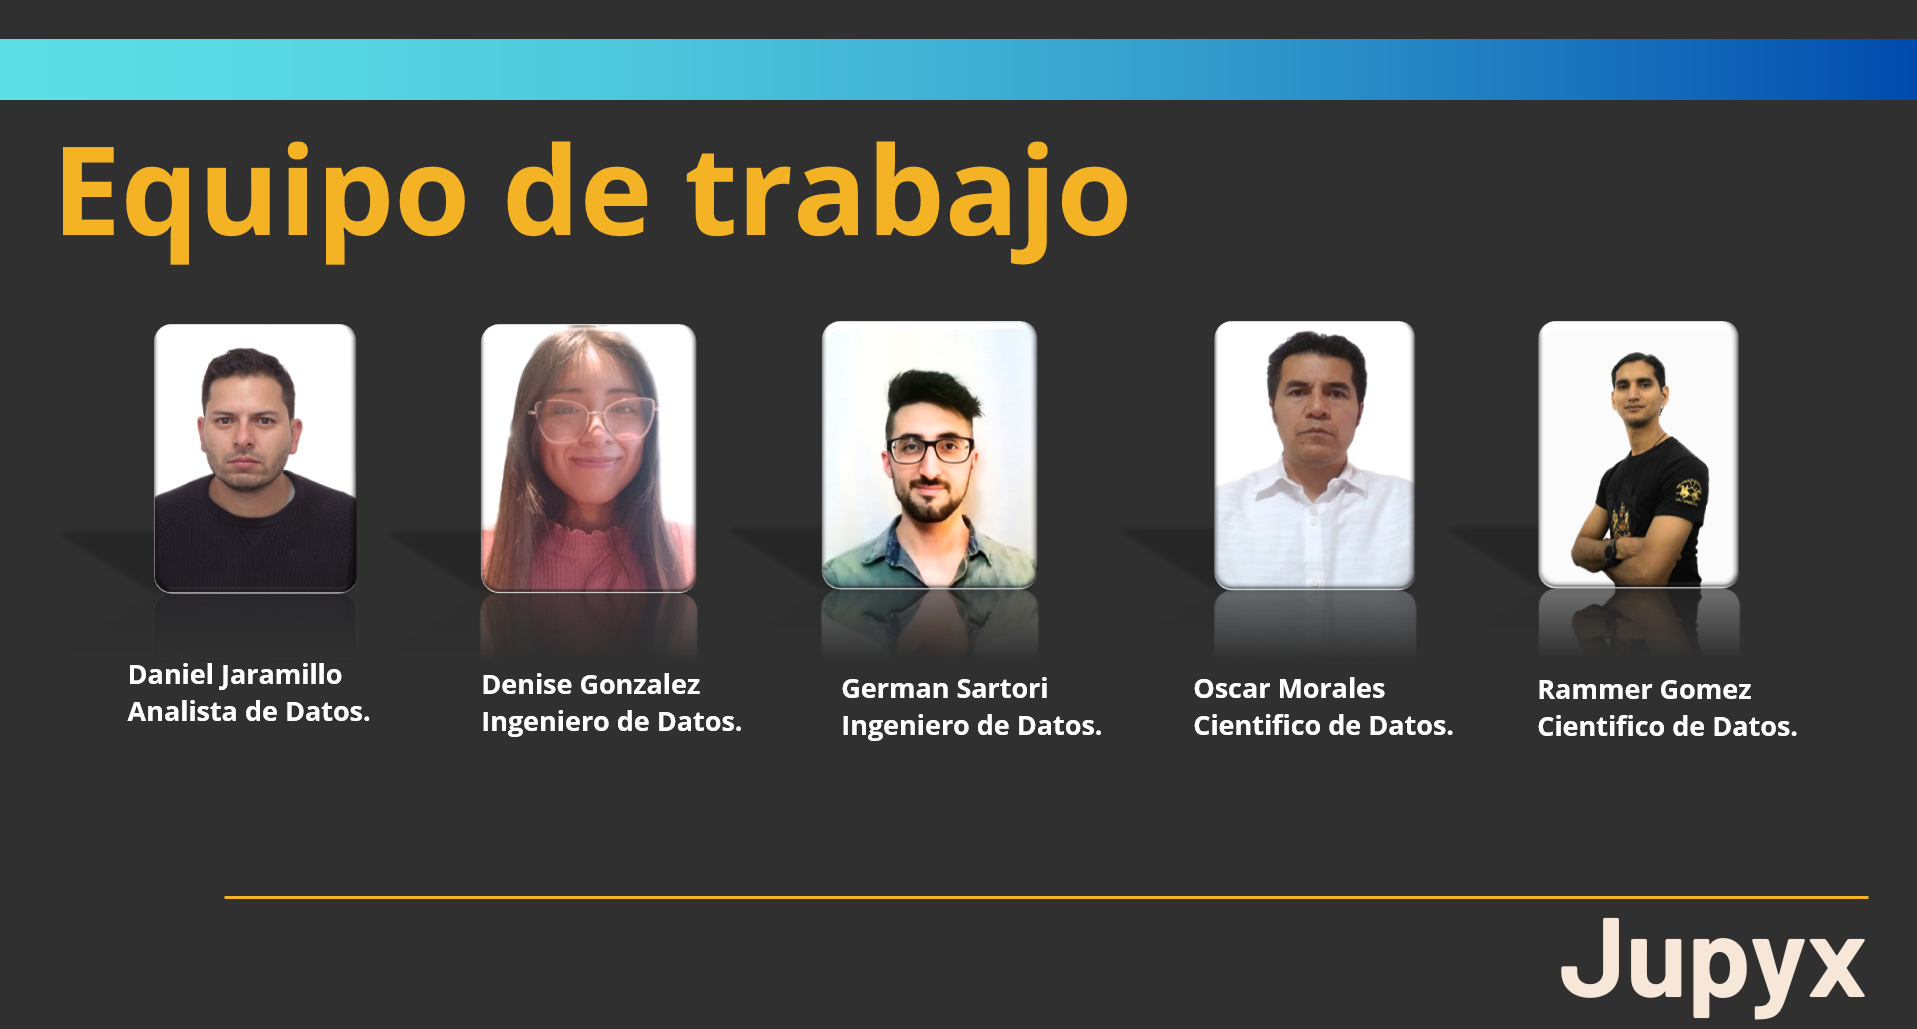 Equipo de trabajo
Daniel Jaramillo
Analista de Datos.
Denise Gonzalez
Ingeniero de Datos.
German Sartori
Ingeniero de Datos.
Oscar Morales
Cientifico de Datos.
Rammer Gomez
Cientifico de Datos.
Jupyx